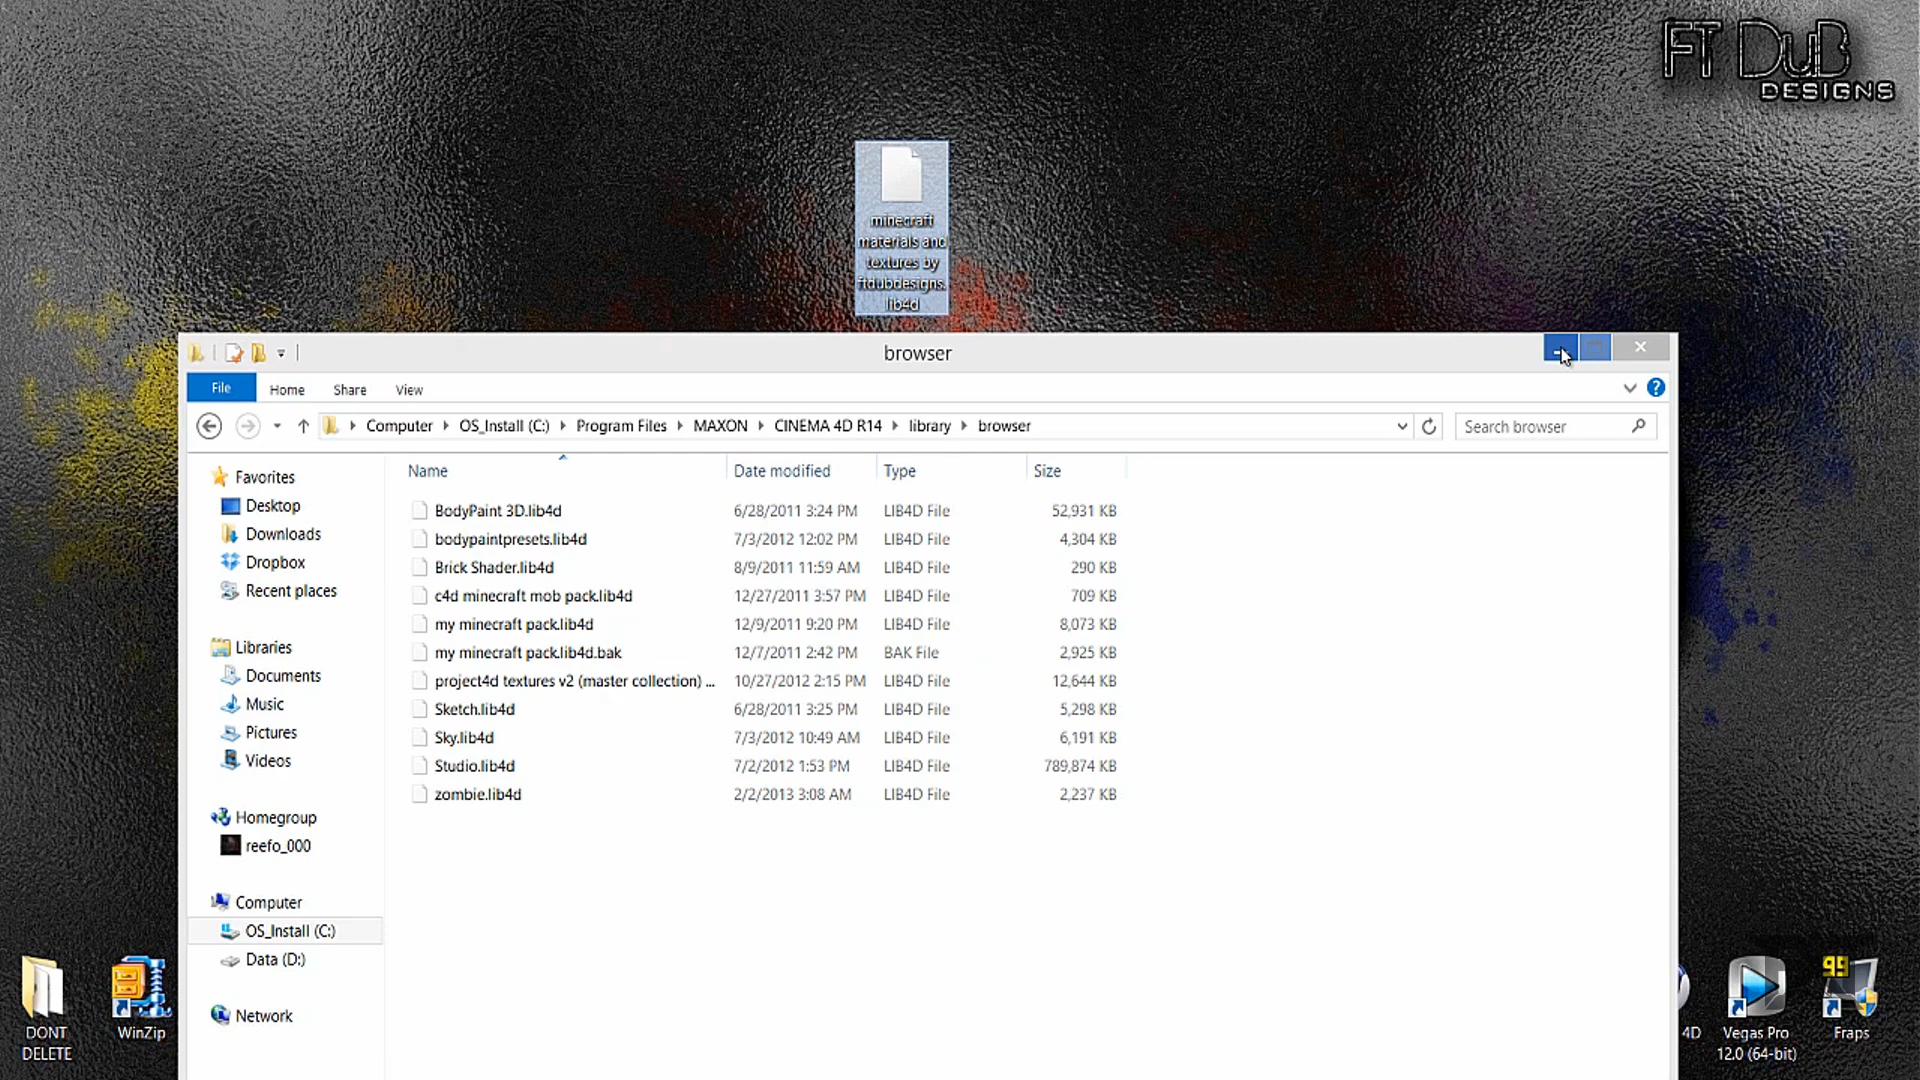 FT DuB
DESIGNS
minecraft
materials and
textures by
ftdubdesigns.
lib4d
browser
File Home Share View
Computer OS_Install (C:) Program Files MAXON CINEMA 4D R14 library browser
Search browser
Name Date modified Type Size
Favorites
Desktop
Downloads
Dropbox
Recent places
Libraries
Documents
Music
Pictures
Videos
Homegroup
reefo_000
Computer
OS_Install (C:)
Data (D:)
Network
BodyPaint 3D.lib4d 6/28/2011 3:24 PM LIB4D File 52,931 KB
bodypaintpresets.lib4d 7/3/2012 12:02 PM LIB4D File 4,304 KB
Brick Shader.lib4d 8/9/2011 11:59 AM LIB4D File 290 KB
c4d minecraft mob pack.lib4d 12/27/2011 3:57 PM LIB4D File 709 KB
my minecraft pack.lib4d 12/9/2011 9:20 PM LIB4D File 8,073 KB
my minecraft pack.lib4d.bak 12/7/2011 2:42 PM BAK File 2,925 KB
project4d textures v2 (master collection) ... 10/27/2012 2:15 PM LIB4D File 12,644 KB
Sketch.lib4d 6/28/2011 3:25 PM LIB4D File 5,298 KB
Sky.lib4d 7/3/2012 10:49 AM LIB4D File 6,191 KB
Studio.lib4d 7/2/2012 1:53 PM LIB4D File 789,874 KB
zombie.lib4d 2/2/2013 3:08 AM LIB4D File 2,237 KB
DONT
DELETE
WinZip
4D
Vegas Pro
12.0 (64-bit)
99
Fraps